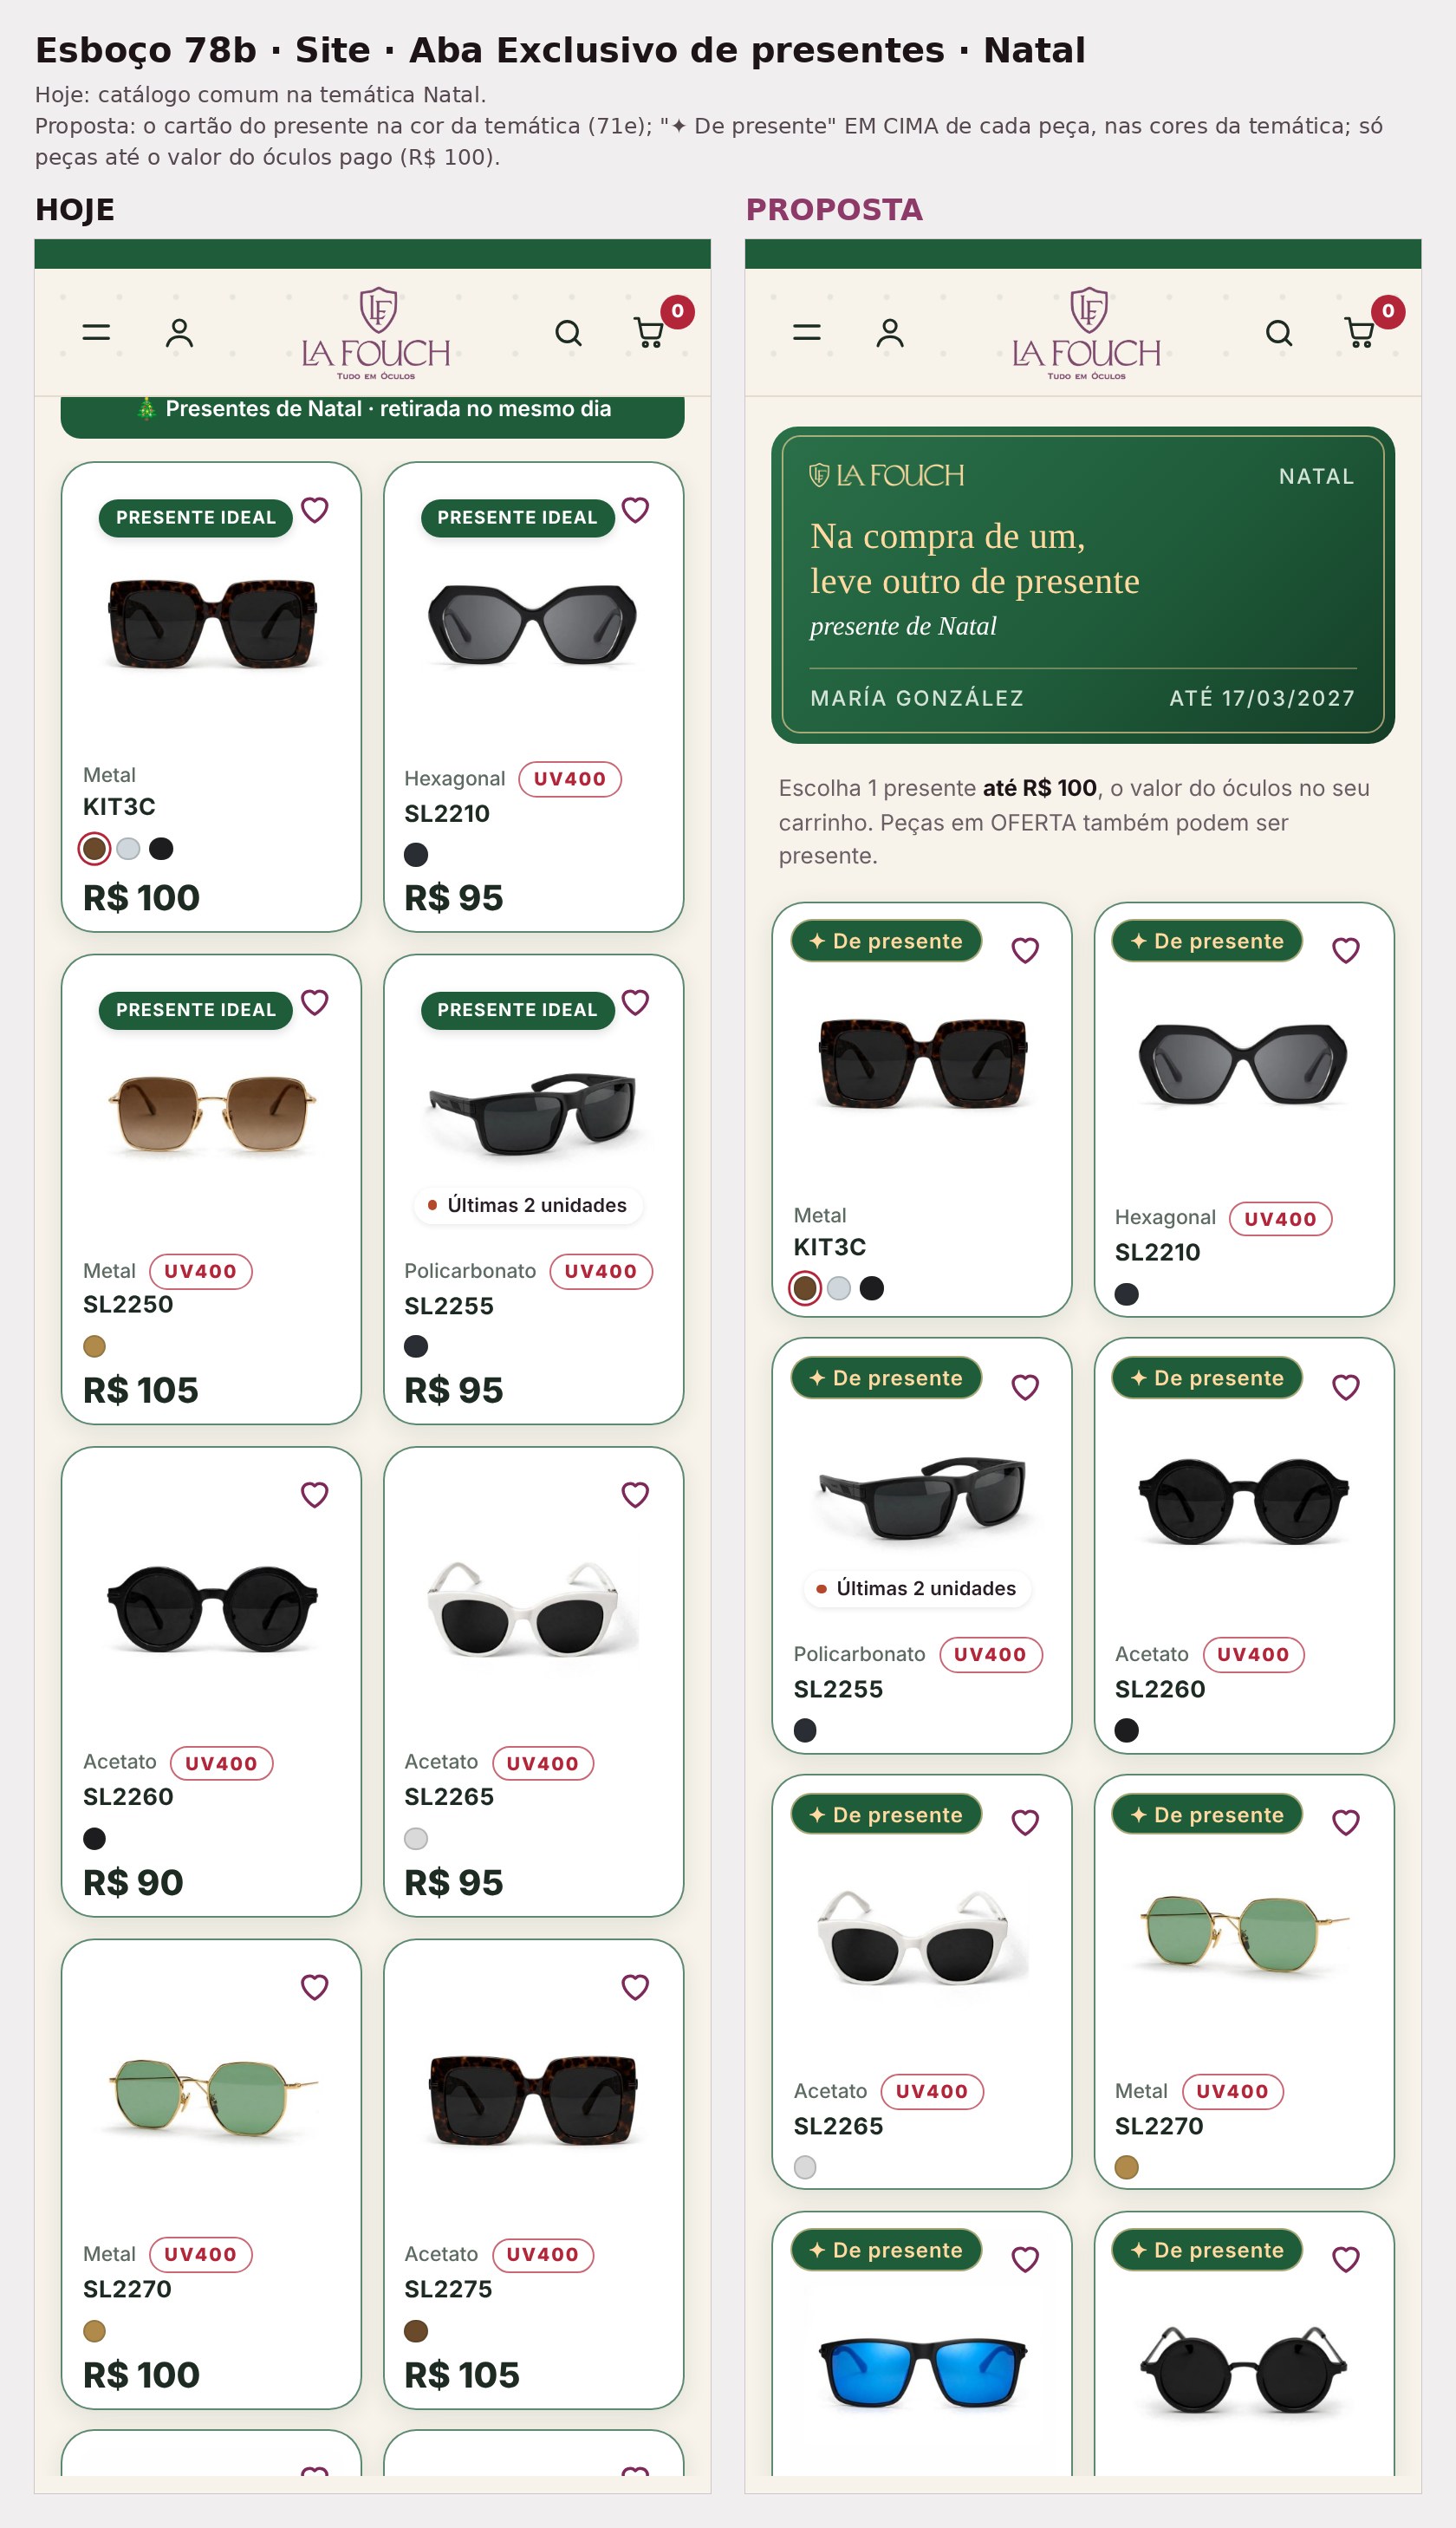 Esboço 78b · Site · Aba Exclusivo de presentes · Natal
Hoje: catálogo comum na temática Natal.
Proposta: o cartão do presente na cor da temática (71e); "✦ De presente" EM CIMA de cada peça, nas cores da temática; só
peças até o valor do óculos pago (R$ 100).
HOJE
LF
0
LA FOUCH
TUDO EM ÓCULOS
🎄 Presentes de Natal · retirada no mesmo dia
PRESENTE IDEAL
PRESENTE IDEAL
Metal
KIT3C
R$ 100
Hexagonal UV400
SL2210
R$ 95
PRESENTE IDEAL
PRESENTE IDEAL
Últimas 2 unidades
Metal UV400
SL2250
R$ 105
Policarbonato UV400
SL2255
R$ 95
Acetato UV400
SL2260
R$ 90
Acetato UV400
SL2265
R$ 95
Metal UV400
SL2270
R$ 100
Acetato UV400
SL2275
R$ 105
PROPOSTA
LF
0
LA FOUCH
TUDO EM ÓCULOS
LA FOUCH
NATAL
Na compra de um,
leve outro de presente
presente de Natal
MARÍA GONZÁLEZ
ATÉ 17/03/2027
Escolha 1 presente até R$ 100, o valor do óculos no seu
carrinho. Peças em OFERTA também podem ser
presente.
✦ De presente
✦ De presente
Metal
KIT3C
Hexagonal UV400
SL2210
✦ De presente
✦ De presente
Últimas 2 unidades
Policarbonato UV400
SL2255
Acetato UV400
SL2260
✦ De presente
✦ De presente
Acetato UV400
SL2265
Metal UV400
SL2270
✦ De presente
✦ De presente